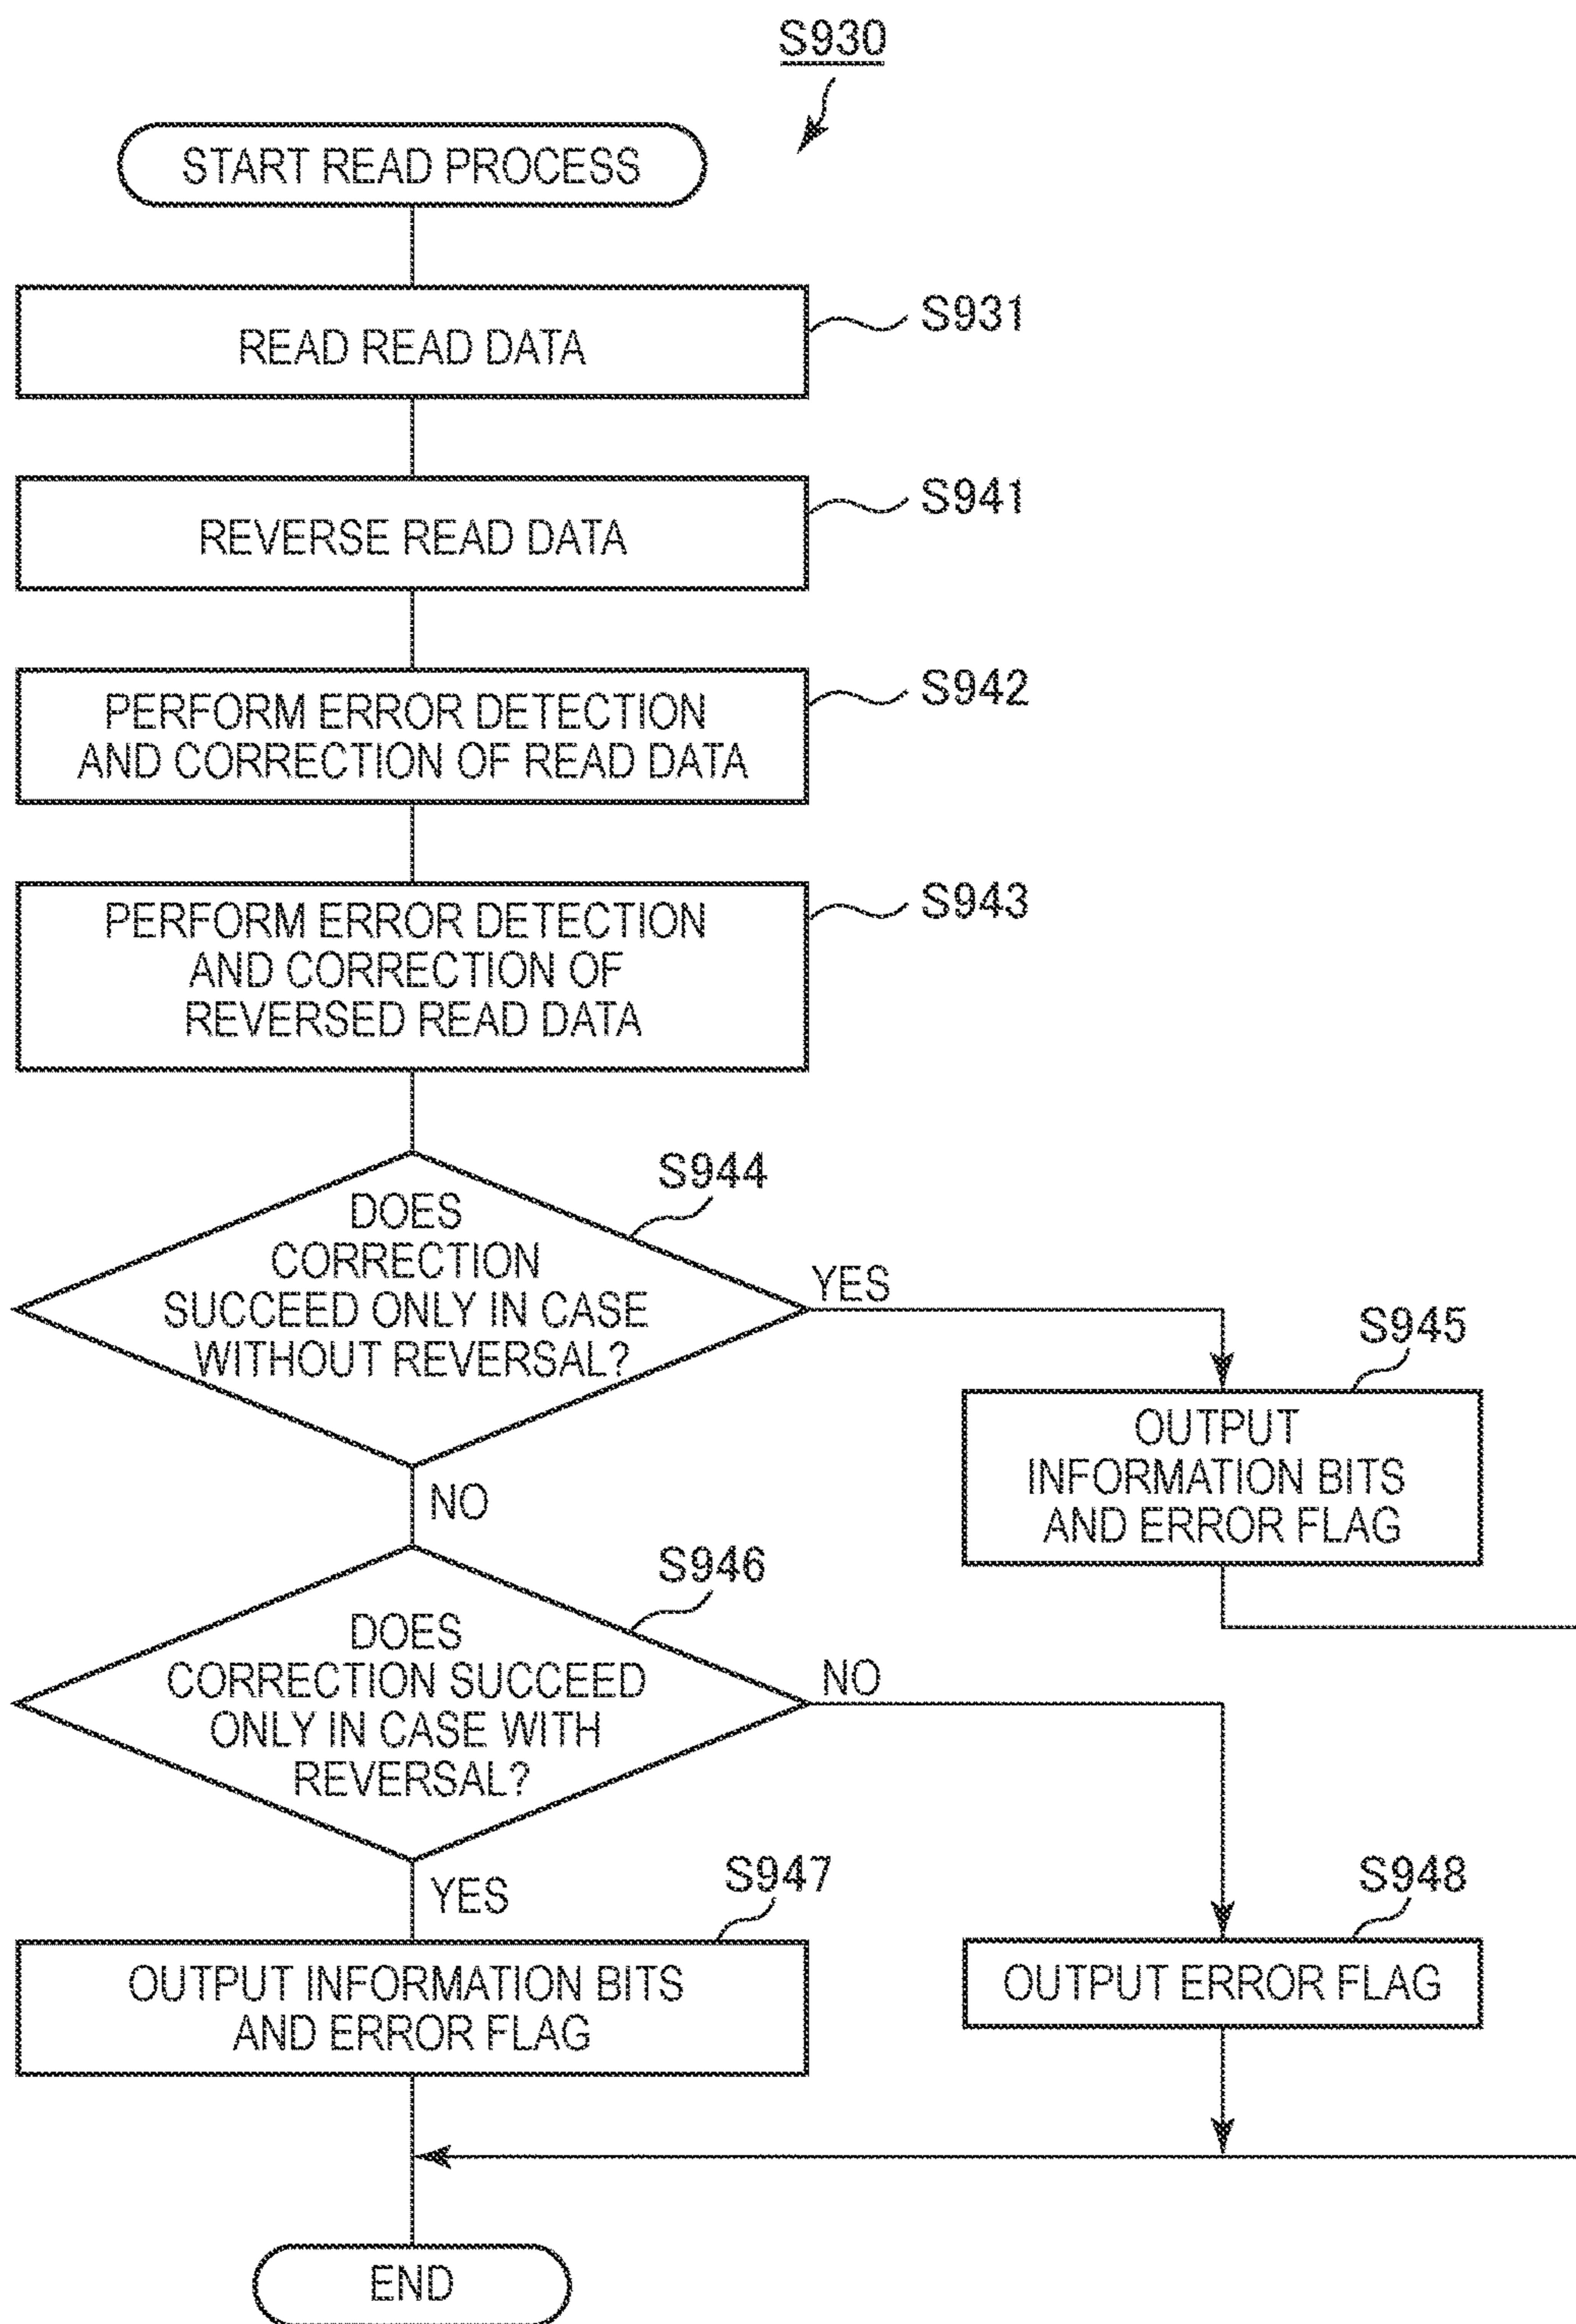 S930
START READ PROCESS
READ READ DATA
S931
REVERSE READ DATA
S941
PERFORM ERROR DETECTION
AND CORRECTION OF READ DATA
S942
PERFORM ERROR DETECTION
AND CORRECTION OF
REVERSED READ DATA
S943
S944
DOES
CORRECTION
SUCCEED ONLY IN CASE
WITHOUT REVERSAL?
YES
NO
S945
OUTPUT
INFORMATION BITS
AND ERROR FLAG
S946
DOES
CORRECTION SUCCEED
ONLY IN CASE WITH
REVERSAL?
NO
YES
S947
OUTPUT INFORMATION BITS
AND ERROR FLAG
S948
OUTPUT ERROR FLAG
END